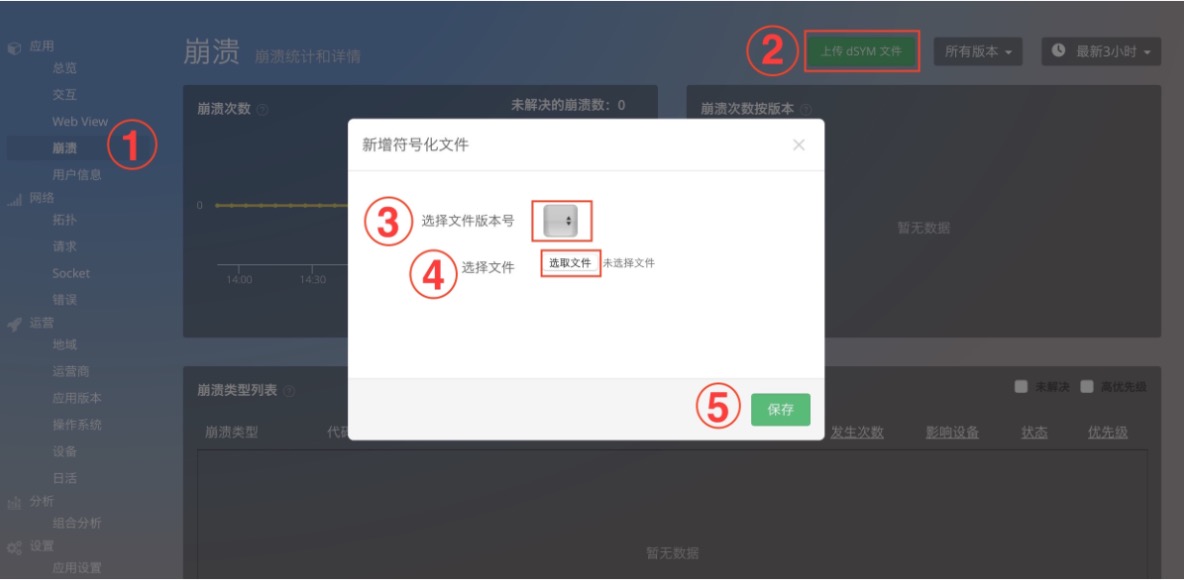 应用
总览
交互
Web View
崩溃
用户信息
网络
拓扑
请求
Socket
错误
运营
地域
运营商
应用版本
操作系统
设备
日活
分析
组合分析
设置
应用设置
①
崩溃 崩溃统计和详情
② 上传 dSYM 文件 所有版本 最新3小时
崩溃次数 ? 未解决的崩溃数：0
0
14:00 14:30
崩溃次数按版本 ?
暂无数据
新增符号化文件 ×
③ 选择文件版本号
④ 选择文件 选取文件 未选择文件
⑤ 保存
崩溃类型列表 ? 未解决 高优先级
崩溃类型 代码 发生次数 影响设备 状态 优先级
暂无数据